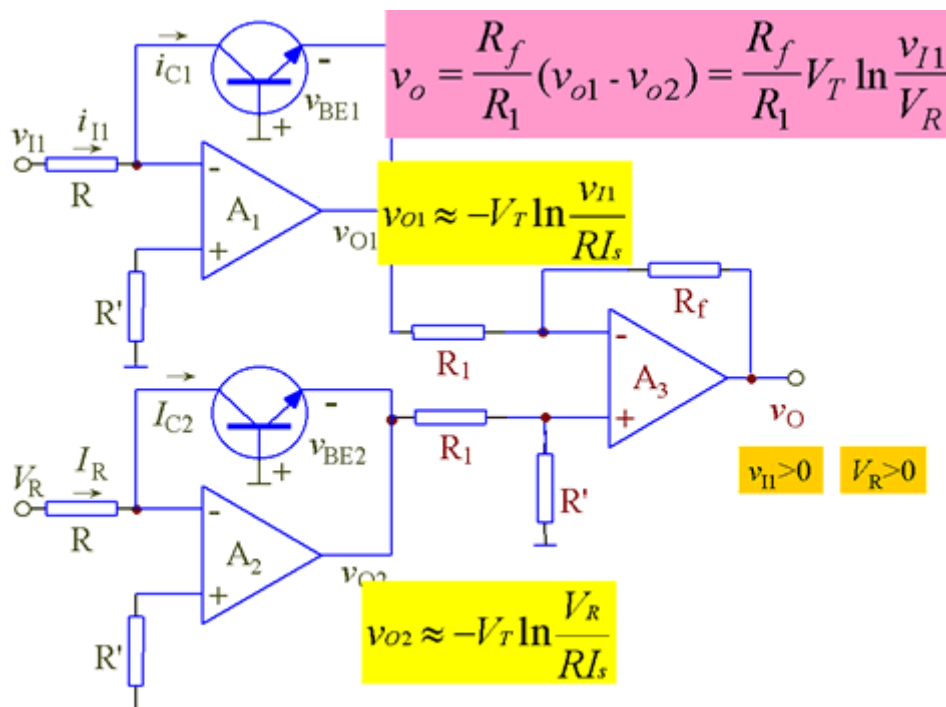 v_o = R_f/R_1 (v_o1 - v_o2) = R_f/R_1 V_T ln v_I1/V_R
i_C1
-
v_BE1
+
v_I1
i_I1
R
-
A_1
+
v_O1
R'
v_O1 ≈ -V_T ln v_I1/RI_s
R_f
R_1
-
A_3
+
v_O
R_1
R'
v_I1>0 V_R>0
I_C2
-
v_BE2
+
V_R
I_R
R
-
A_2
+
v_O2
R'
v_O2 ≈ -V_T ln V_R/RI_s